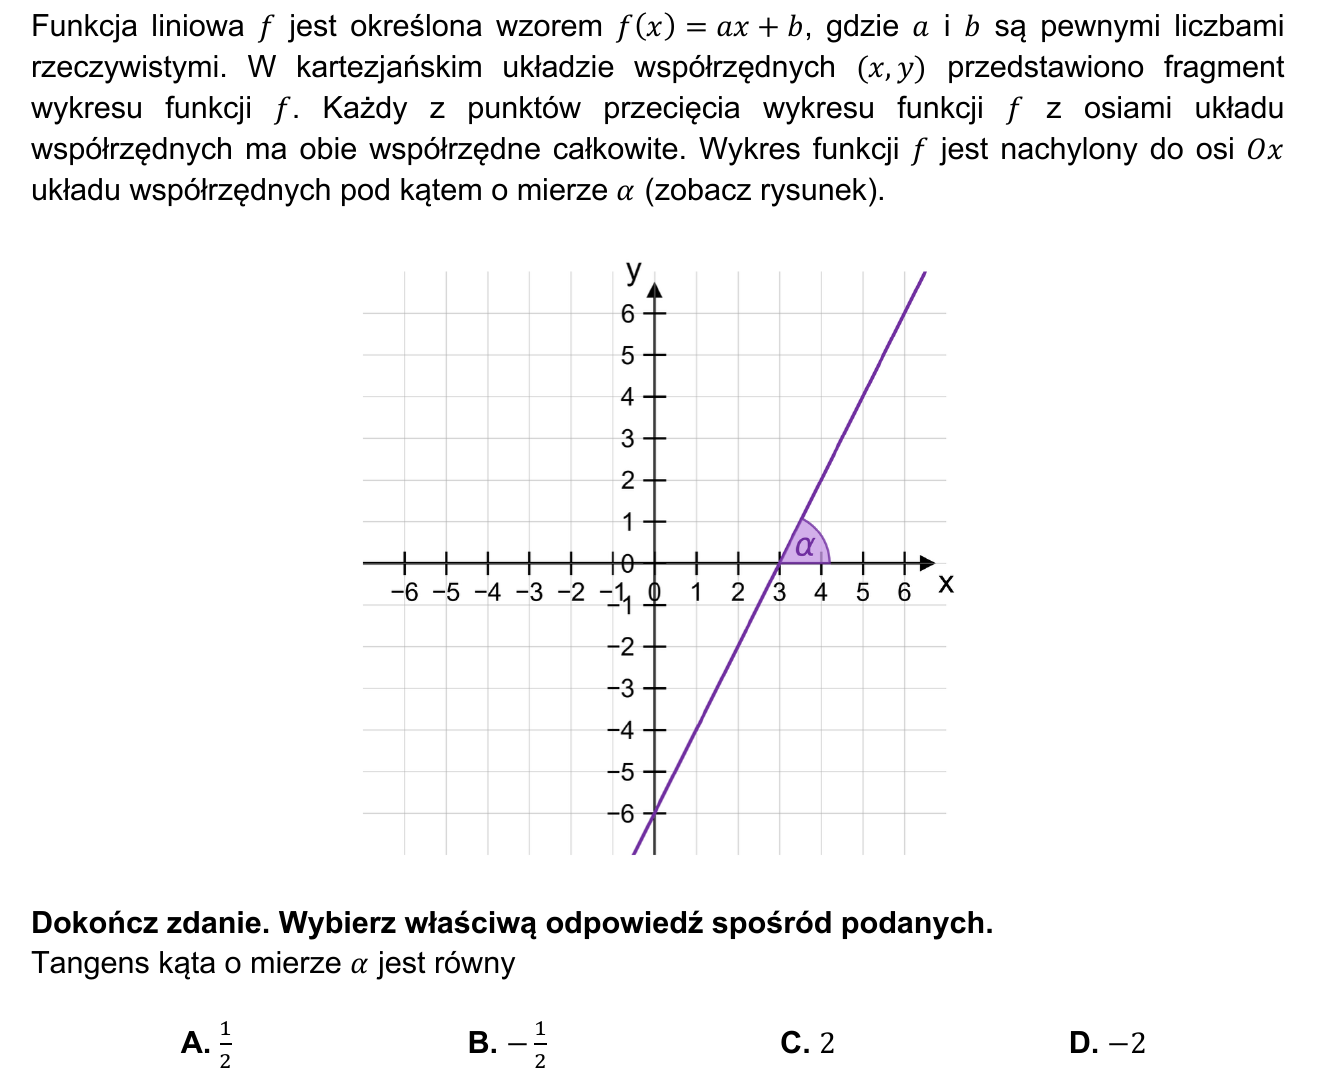 Funkcja liniowa f jest określona wzorem f(x) = ax + b, gdzie a i b są pewnymi liczbami
rzeczywistymi. W kartezjańskim układzie współrzędnych (x, y) przedstawiono fragment
wykresu funkcji f. Każdy z punktów przecięcia wykresu funkcji f z osiami układu
współrzędnych ma obie współrzędne całkowite. Wykres funkcji f jest nachylony do osi Ox
układu współrzędnych pod kątem o mierze α (zobacz rysunek).
y
6
5
4
3
2
1
α
0
−6 −5 −4 −3 −2 −1 0 1 2 3 4 5 6 x
−1
−2
−3
−4
−5
−6
Dokończ zdanie. Wybierz właściwą odpowiedź spośród podanych.
Tangens kąta o mierze α jest równy
A. 1/2 B. −1/2 C. 2 D. −2